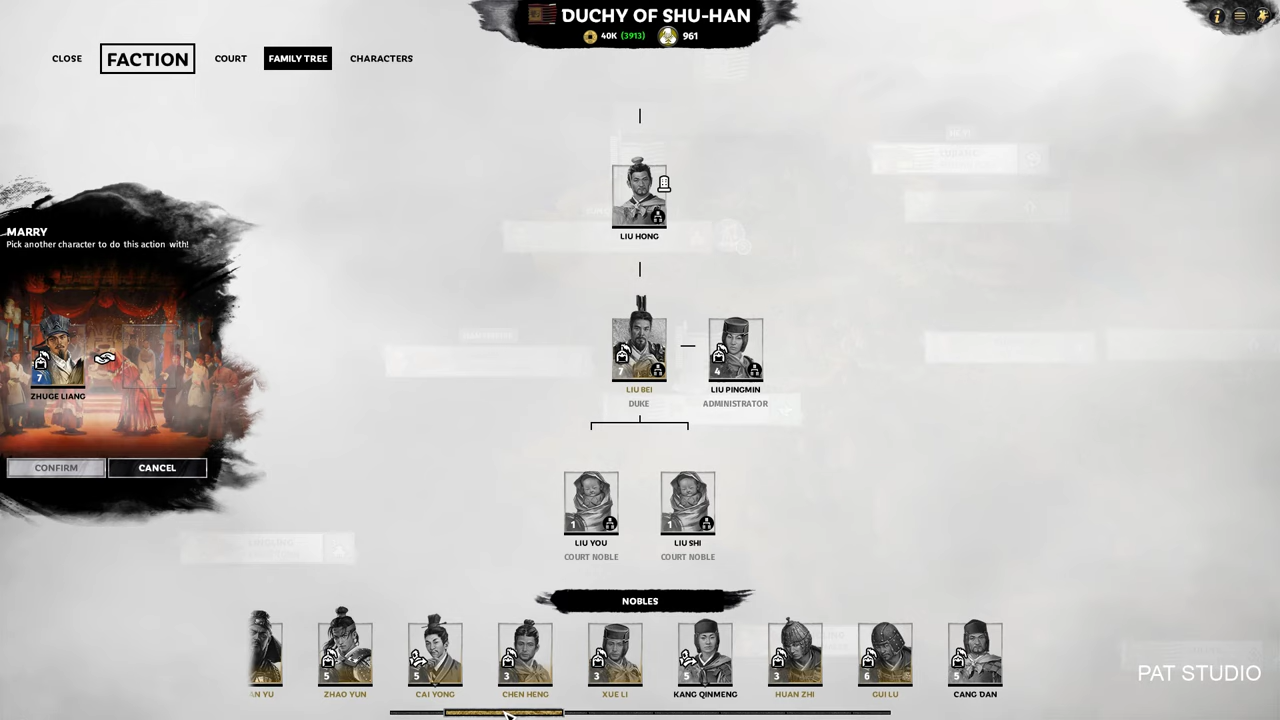 DUCHY OF SHU-HAN
40K (3913) 961
CLOSE FACTION COURT FAMILY TREE CHARACTERS
LIU HONG
MARRY
Pick another character to do this action with!
7
ZHUGE LIANG
CONFIRM CANCEL
7 4
LIU BEI LIU PINGMIN
DUKE ADMINISTRATOR
1 1
LIU YOU LIU SHI
COURT NOBLE COURT NOBLE
NOBLES
5 5 3 3 5 3 6 5
AN YU ZHAO YUN CAI YONG CHEN HENG XUE LI KANG QINMENG HUAN ZHI GUI LU CANG DAN
PAT STUDIO